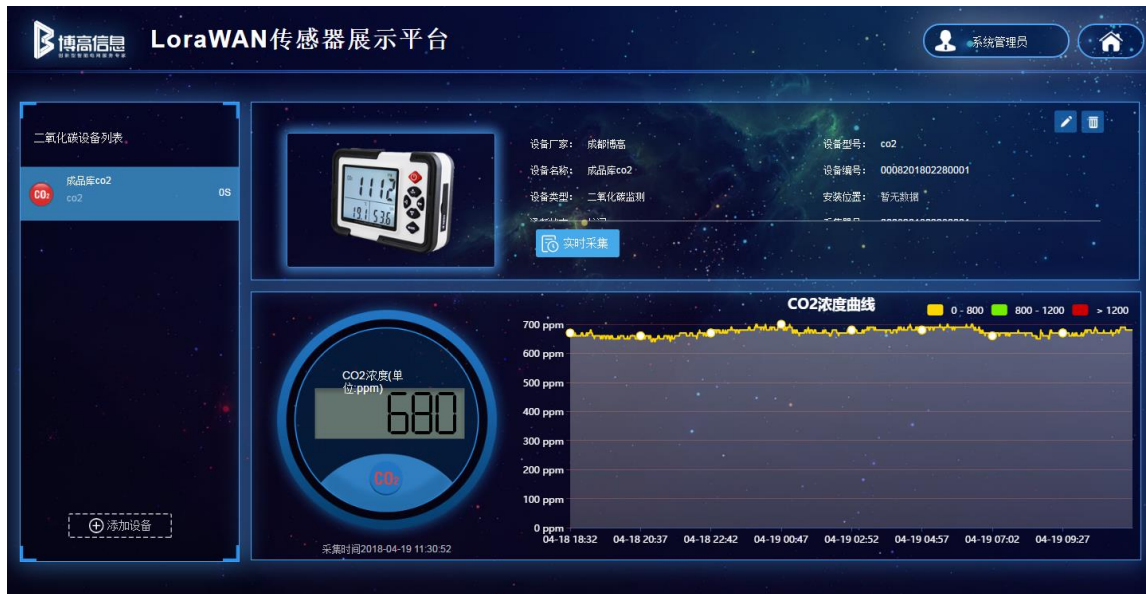 博高信息
LoraWAN传感器展示平台
系统管理员
二氧化碳设备列表
CO₂
成品库co2
co2
0S
1112
19.1 53.6
设备厂家： 成都博高
设备型号： co2
设备名称： 成品库co2
设备编号： 0008201802280001
设备类型： 二氧化碳监测
安装位置： 暂无数据
实时采集
CO2浓度曲线
0 - 800
800 - 1200
> 1200
CO2浓度(单
位:ppm)
680
CO₂
采集时间2018-04-19 11:30:52
700 ppm
600 ppm
500 ppm
400 ppm
300 ppm
200 ppm
100 ppm
0 ppm
04-18 18:32 04-18 20:37 04-18 22:42 04-19 00:47 04-19 02:52 04-19 04:57 04-19 07:02 04-19 09:27
添加设备